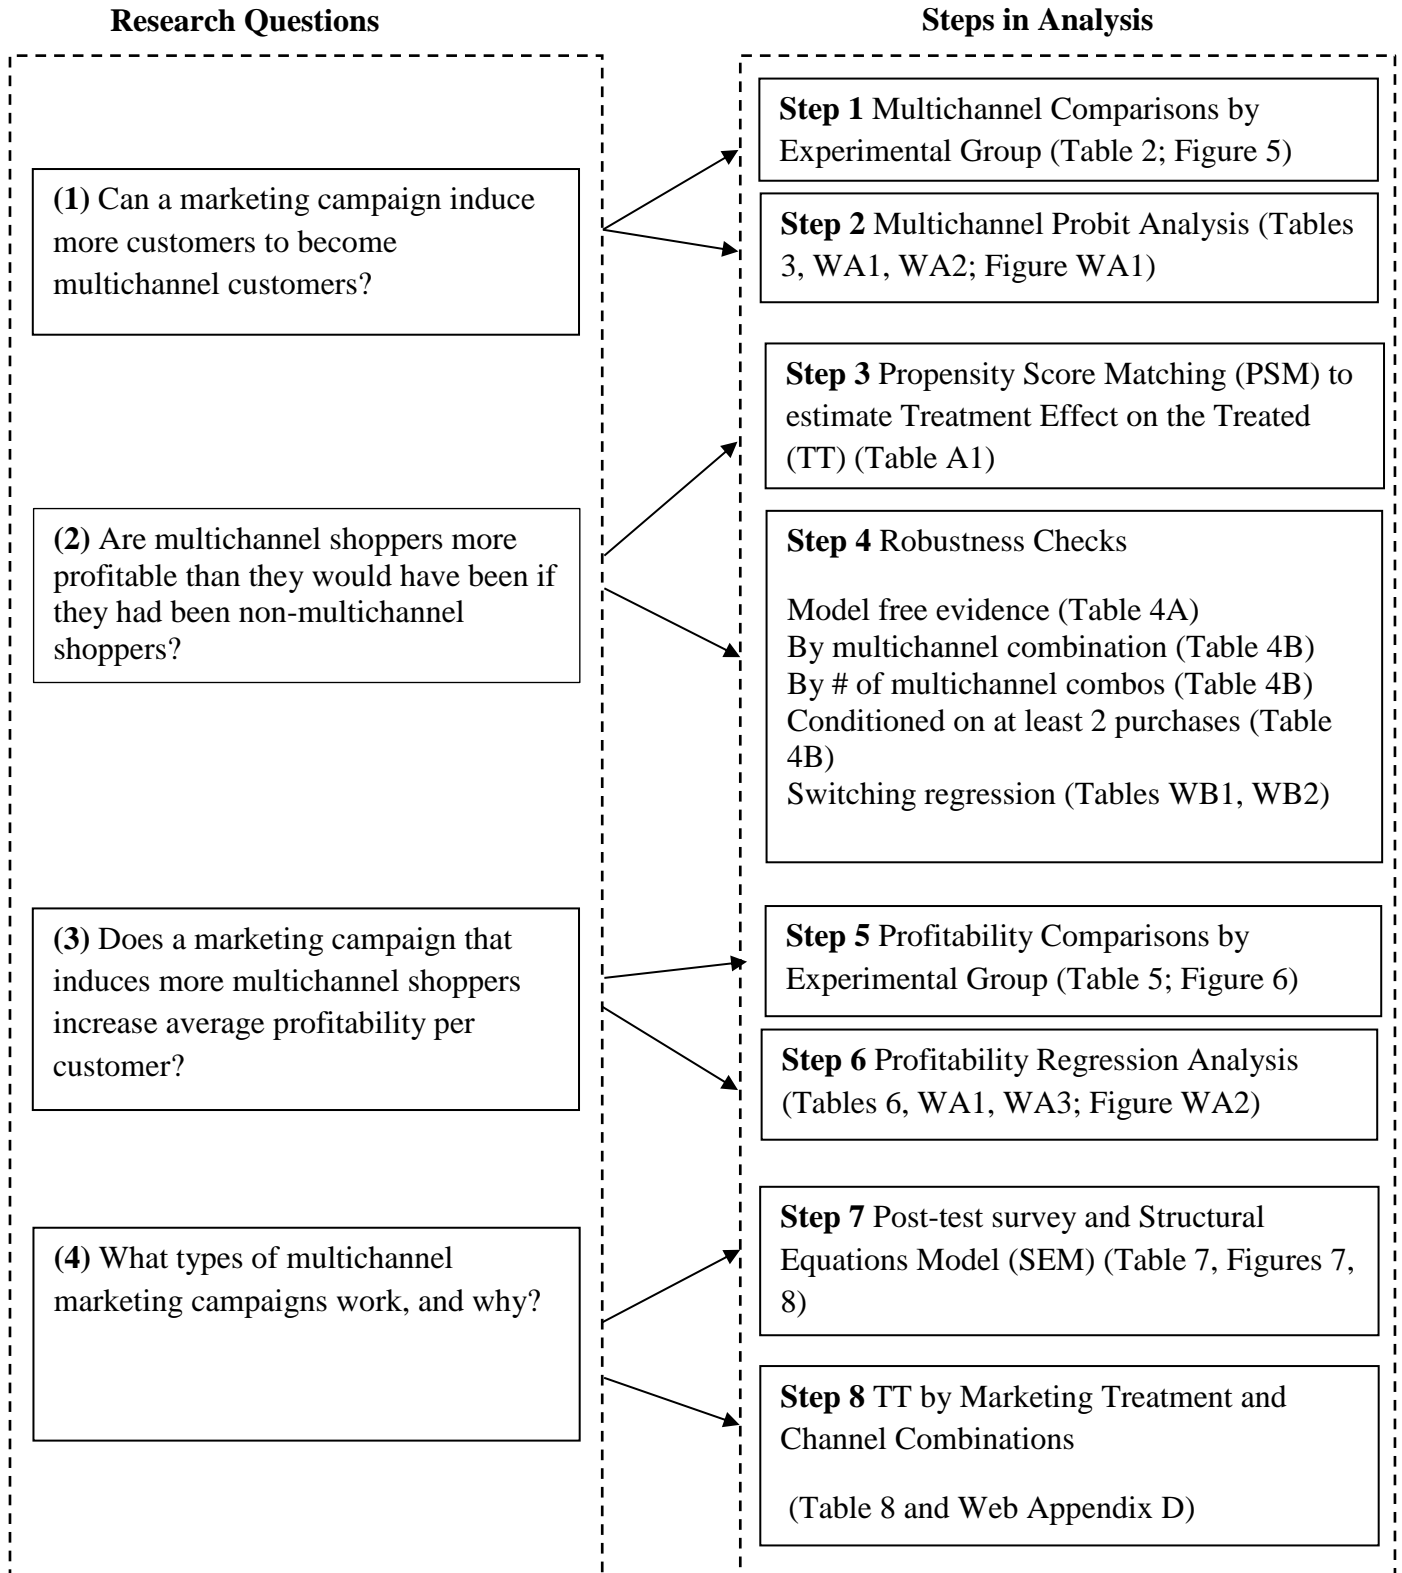 Research Questions
Steps in Analysis
(1) Can a marketing campaign induce
more customers to become
multichannel customers?
(2) Are multichannel shoppers more
profitable than they would have been if
they had been non-multichannel
shoppers?
(3) Does a marketing campaign that
induces more multichannel shoppers
increase average profitability per
customer?
(4) What types of multichannel
marketing campaigns work, and why?
Step 1 Multichannel Comparisons by
Experimental Group (Table 2; Figure 5)
Step 2 Multichannel Probit Analysis (Tables
3, WA1, WA2; Figure WA1)
Step 3 Propensity Score Matching (PSM) to
estimate Treatment Effect on the Treated
(TT) (Table A1)
Step 4 Robustness Checks
Model free evidence (Table 4A)
By multichannel combination (Table 4B)
By # of multichannel combos (Table 4B)
Conditioned on at least 2 purchases (Table
4B)
Switching regression (Tables WB1, WB2)
Step 5 Profitability Comparisons by
Experimental Group (Table 5; Figure 6)
Step 6 Profitability Regression Analysis
(Tables 6, WA1, WA3; Figure WA2)
Step 7 Post-test survey and Structural
Equations Model (SEM) (Table 7, Figures 7,
8)
Step 8 TT by Marketing Treatment and
Channel Combinations
(Table 8 and Web Appendix D)